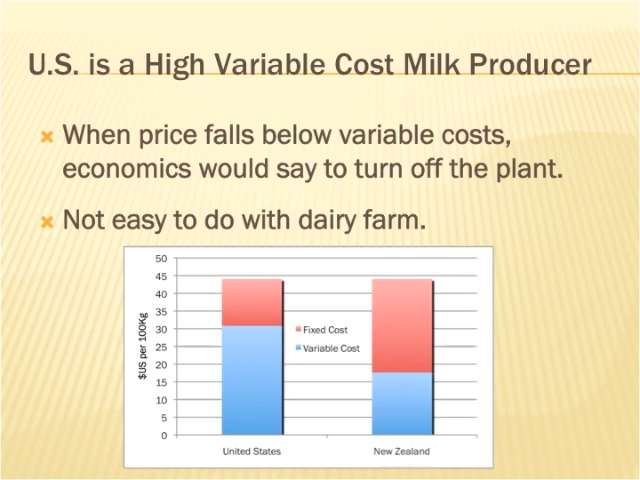 U.S. is a High Variable Cost Milk Producer
When price falls below variable costs,
economics would say to turn off the plant.
Not easy to do with dairy farm.
50
45
40
35
30
25
20
15
10
5
0
$US per 100Kg
Fixed Cost
Variable Cost
United States
New Zealand